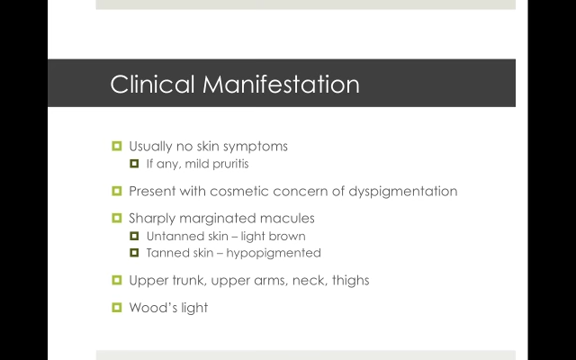 Clinical Manifestation
Usually no skin symptoms
If any, mild pruritis
Present with cosmetic concern of dyspigmentation
Sharply marginated macules
Untanned skin – light brown
Tanned skin – hypopigmented
Upper trunk, upper arms, neck, thighs
Wood's light